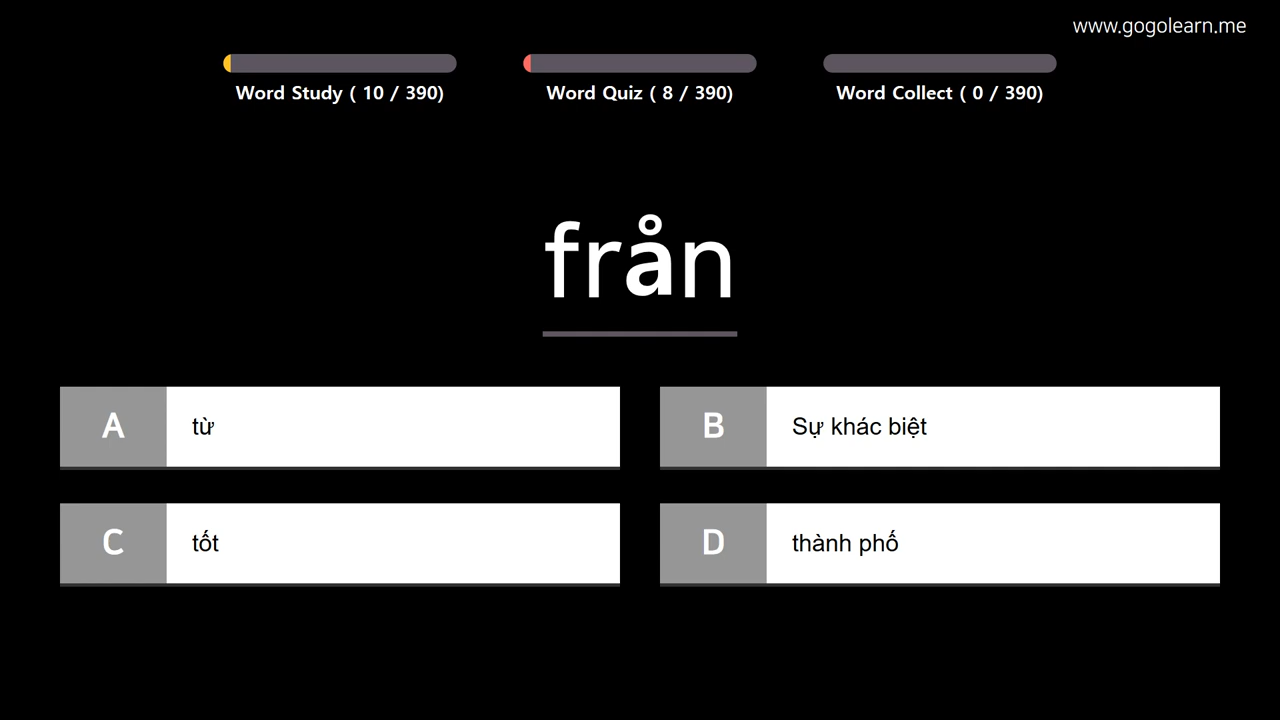 www.gogolearn.me
Word Study ( 10 / 390)
Word Quiz ( 8 / 390)
Word Collect ( 0 / 390)
från
A từ
B Sự khác biệt
C tốt
D thành phố